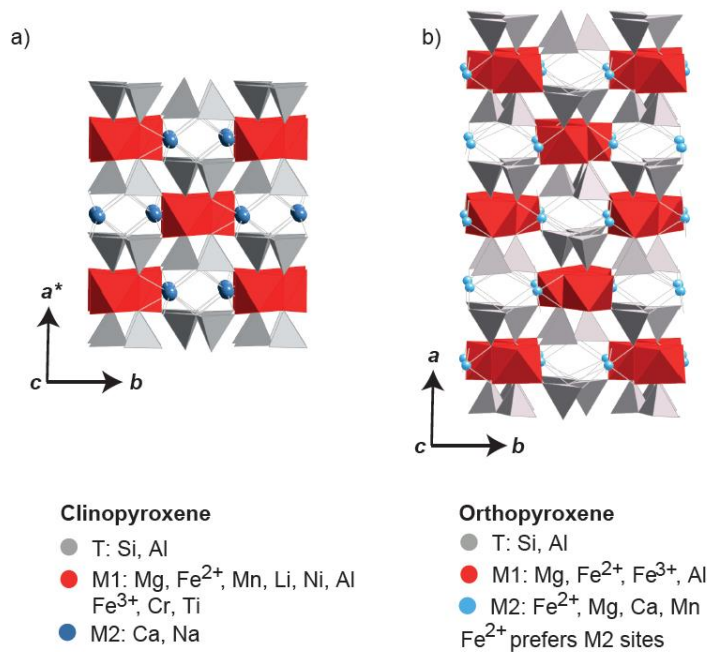 a)
a*
c
b
b)
a
c
b
Clinopyroxene
T: Si, Al
M1: Mg, Fe²⁺, Mn, Li, Ni, Al
Fe³⁺, Cr, Ti
M2: Ca, Na
Orthopyroxene
T: Si, Al
M1: Mg, Fe²⁺, Fe³⁺, Al
M2: Fe²⁺, Mg, Ca, Mn
Fe²⁺ prefers M2 sites